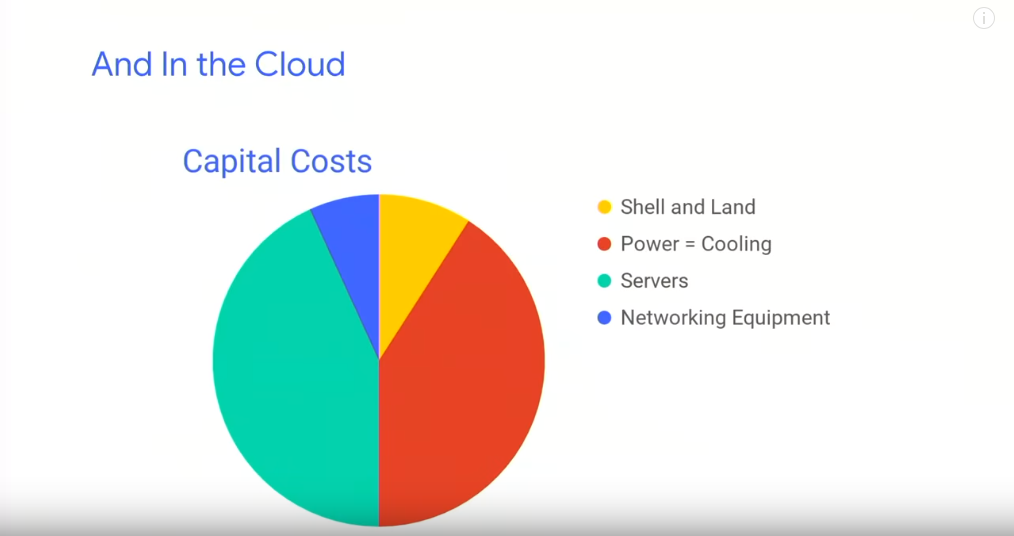 And In the Cloud
Capital Costs
Shell and Land
Power = Cooling
Servers
Networking Equipment